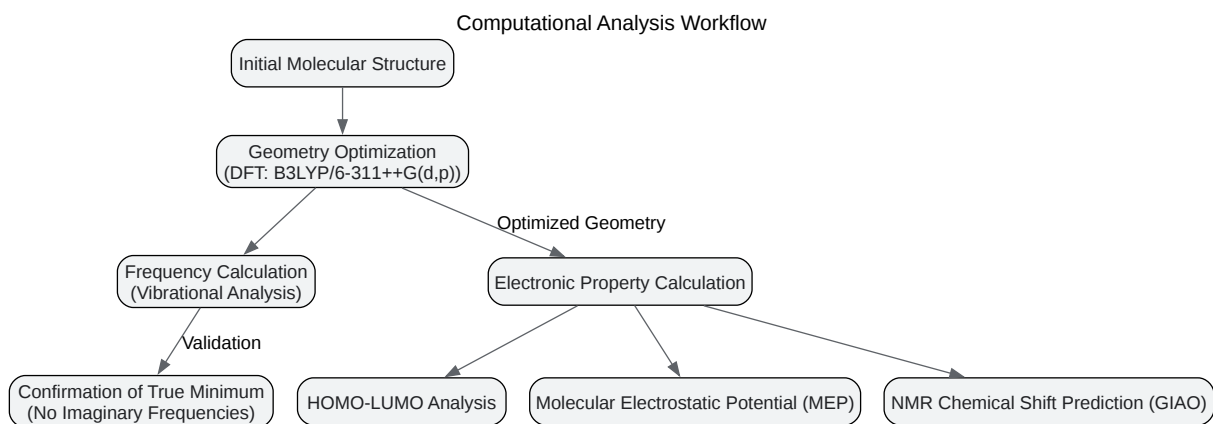 Computational Analysis Workflow
Initial Molecular Structure
Geometry Optimization
(DFT: B3LYP/6-311++G(d,p))
Optimized Geometry
Frequency Calculation
(Vibrational Analysis)
Electronic Property Calculation
Validation
Confirmation of True Minimum
(No Imaginary Frequencies)
HOMO-LUMO Analysis
Molecular Electrostatic Potential (MEP)
NMR Chemical Shift Prediction (GIAO)